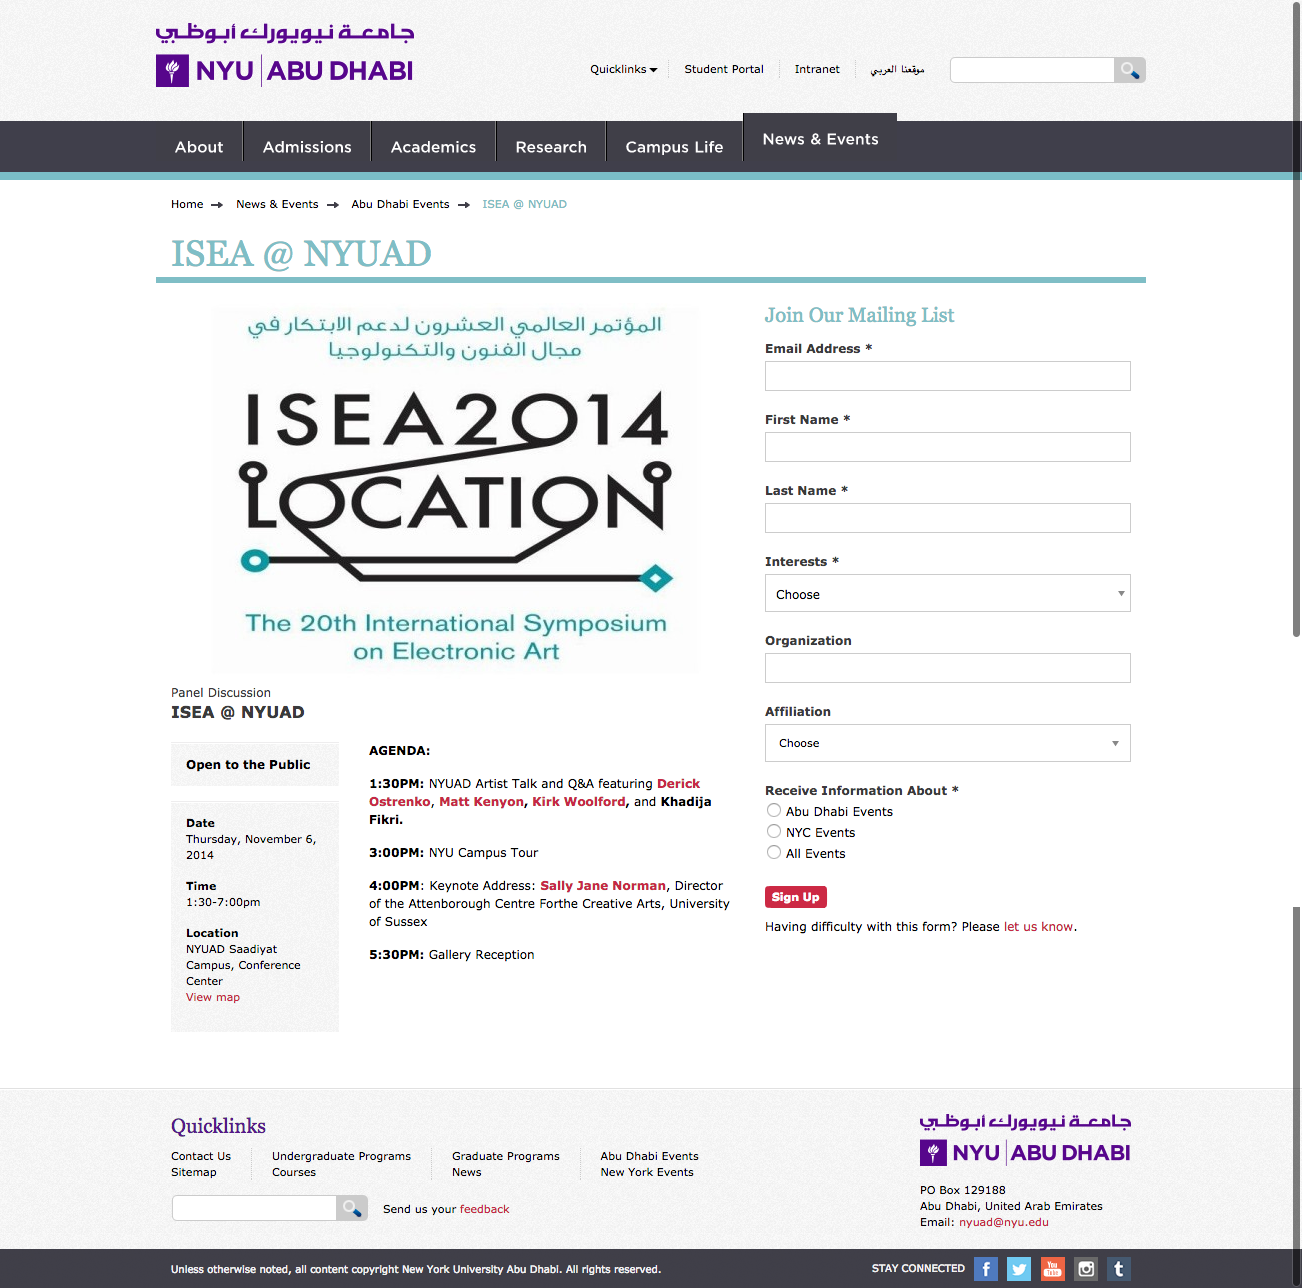 جامعة نيويورك أبوظبي
NYU ABU DHABI
Quicklinks Student Portal Intranet موقعنا العربي
About Admissions Academics Research Campus Life News & Events
Home News & Events Abu Dhabi Events ISEA @ NYUAD
ISEA @ NYUAD
المؤتمر العالمي العشرون لدعم الابتكار في
مجال الفنون والتكنولوجيا
ISEA2014
LOCATION
The 20th International Symposium
on Electronic Art
Panel Discussion
ISEA @ NYUAD
Open to the Public
Date
Thursday, November 6,
2014
Time
1:30-7:00pm
Location
NYUAD Saadiyat
Campus, Conference
Center
View map
AGENDA:
1:30PM: NYUAD Artist Talk and Q&A featuring Derick
Ostrenko, Matt Kenyon, Kirk Woolford, and Khadija
Fikri.
3:00PM: NYU Campus Tour
4:00PM: Keynote Address: Sally Jane Norman, Director
of the Attenborough Centre Forthe Creative Arts, University
of Sussex
5:30PM: Gallery Reception
Join Our Mailing List
Email Address *
First Name *
Last Name *
Interests *
Choose
Organization
Affiliation
Choose
Receive Information About *
Abu Dhabi Events
NYC Events
All Events
Sign Up
Having difficulty with this form? Please let us know.
Quicklinks
Contact Us
Sitemap
Undergraduate Programs
Courses
Graduate Programs
News
Abu Dhabi Events
New York Events
Send us your feedback
جامعة نيويورك أبوظبي
NYU ABU DHABI
PO Box 129188
Abu Dhabi, United Arab Emirates
Email: nyuad@nyu.edu
Unless otherwise noted, all content copyright New York University Abu Dhabi. All rights reserved.
STAY CONNECTED f You Tube t